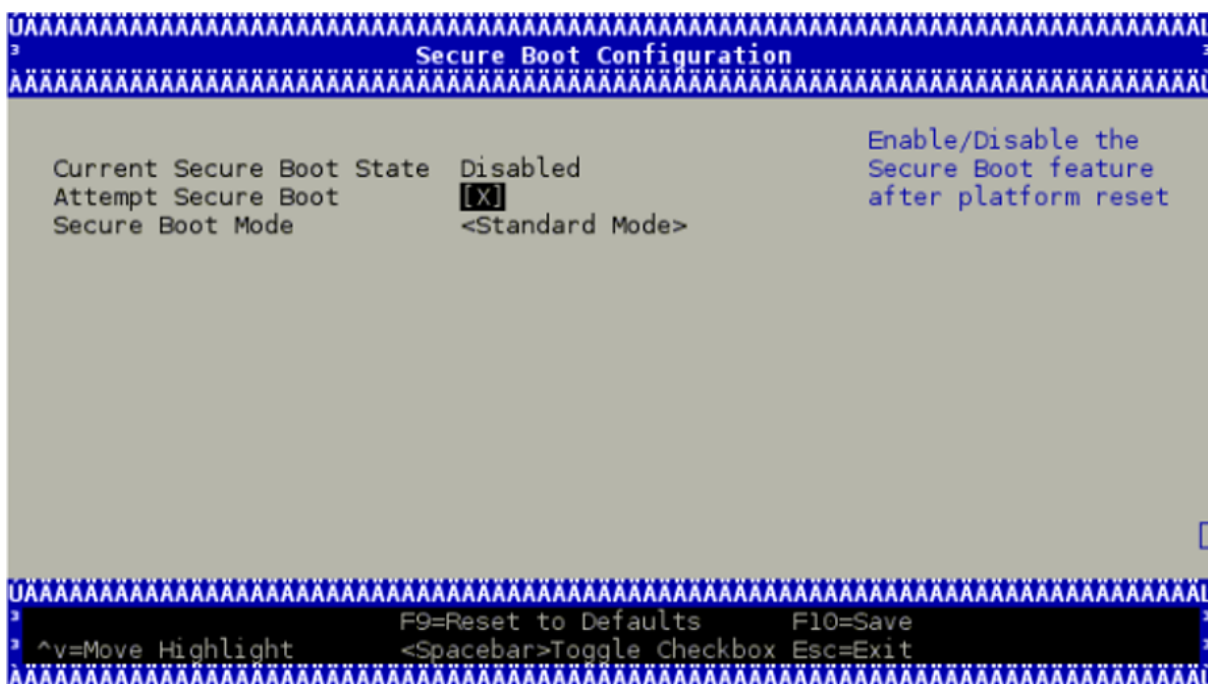 Secure Boot Configuration
Enable/Disable the
Secure Boot feature
after platform reset
Current Secure Boot State Disabled
Attempt Secure Boot [X]
Secure Boot Mode <Standard Mode>
F9=Reset to Defaults F10=Save
^v=Move Highlight <Spacebar>Toggle Checkbox Esc=Exit